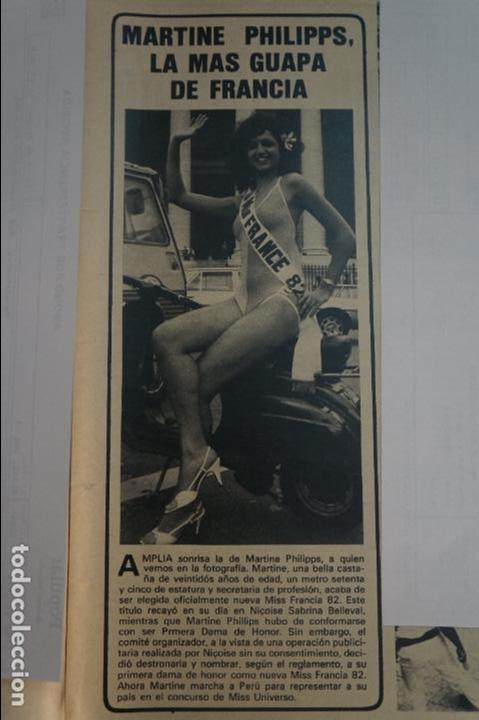 MARTINE PHILIPPS,
LA MAS GUAPA
DE FRANCIA
MISS FRANCE 82
AMPLIA sonrisa la de Martine Philipps, a quien
vemos en la fotografía. Martine, una bella casta-
ña de veintidós años de edad, un metro setenta
y cinco de estatura y secretaria de profesión, acaba de
ser elegida oficialmente nueva Miss Francia 82. Este
título recayó en su día en Niçoise Sabrina Belleval,
mientras que Martine Phillips hubo de conformarse
con ser Prmera Dama de Honor. Sin embargo, el
comité organizador, a la vista de una operación publici-
taria realizada por Niçoise sin su consentimiento, deci-
dió destronarla y nombrar, según el reglamento, a su
primera dama de honor como nueva Miss Francia 82.
Ahora Martine marcha a Perú para representar a su
país en el concurso de Miss Universo.
todocoleccion